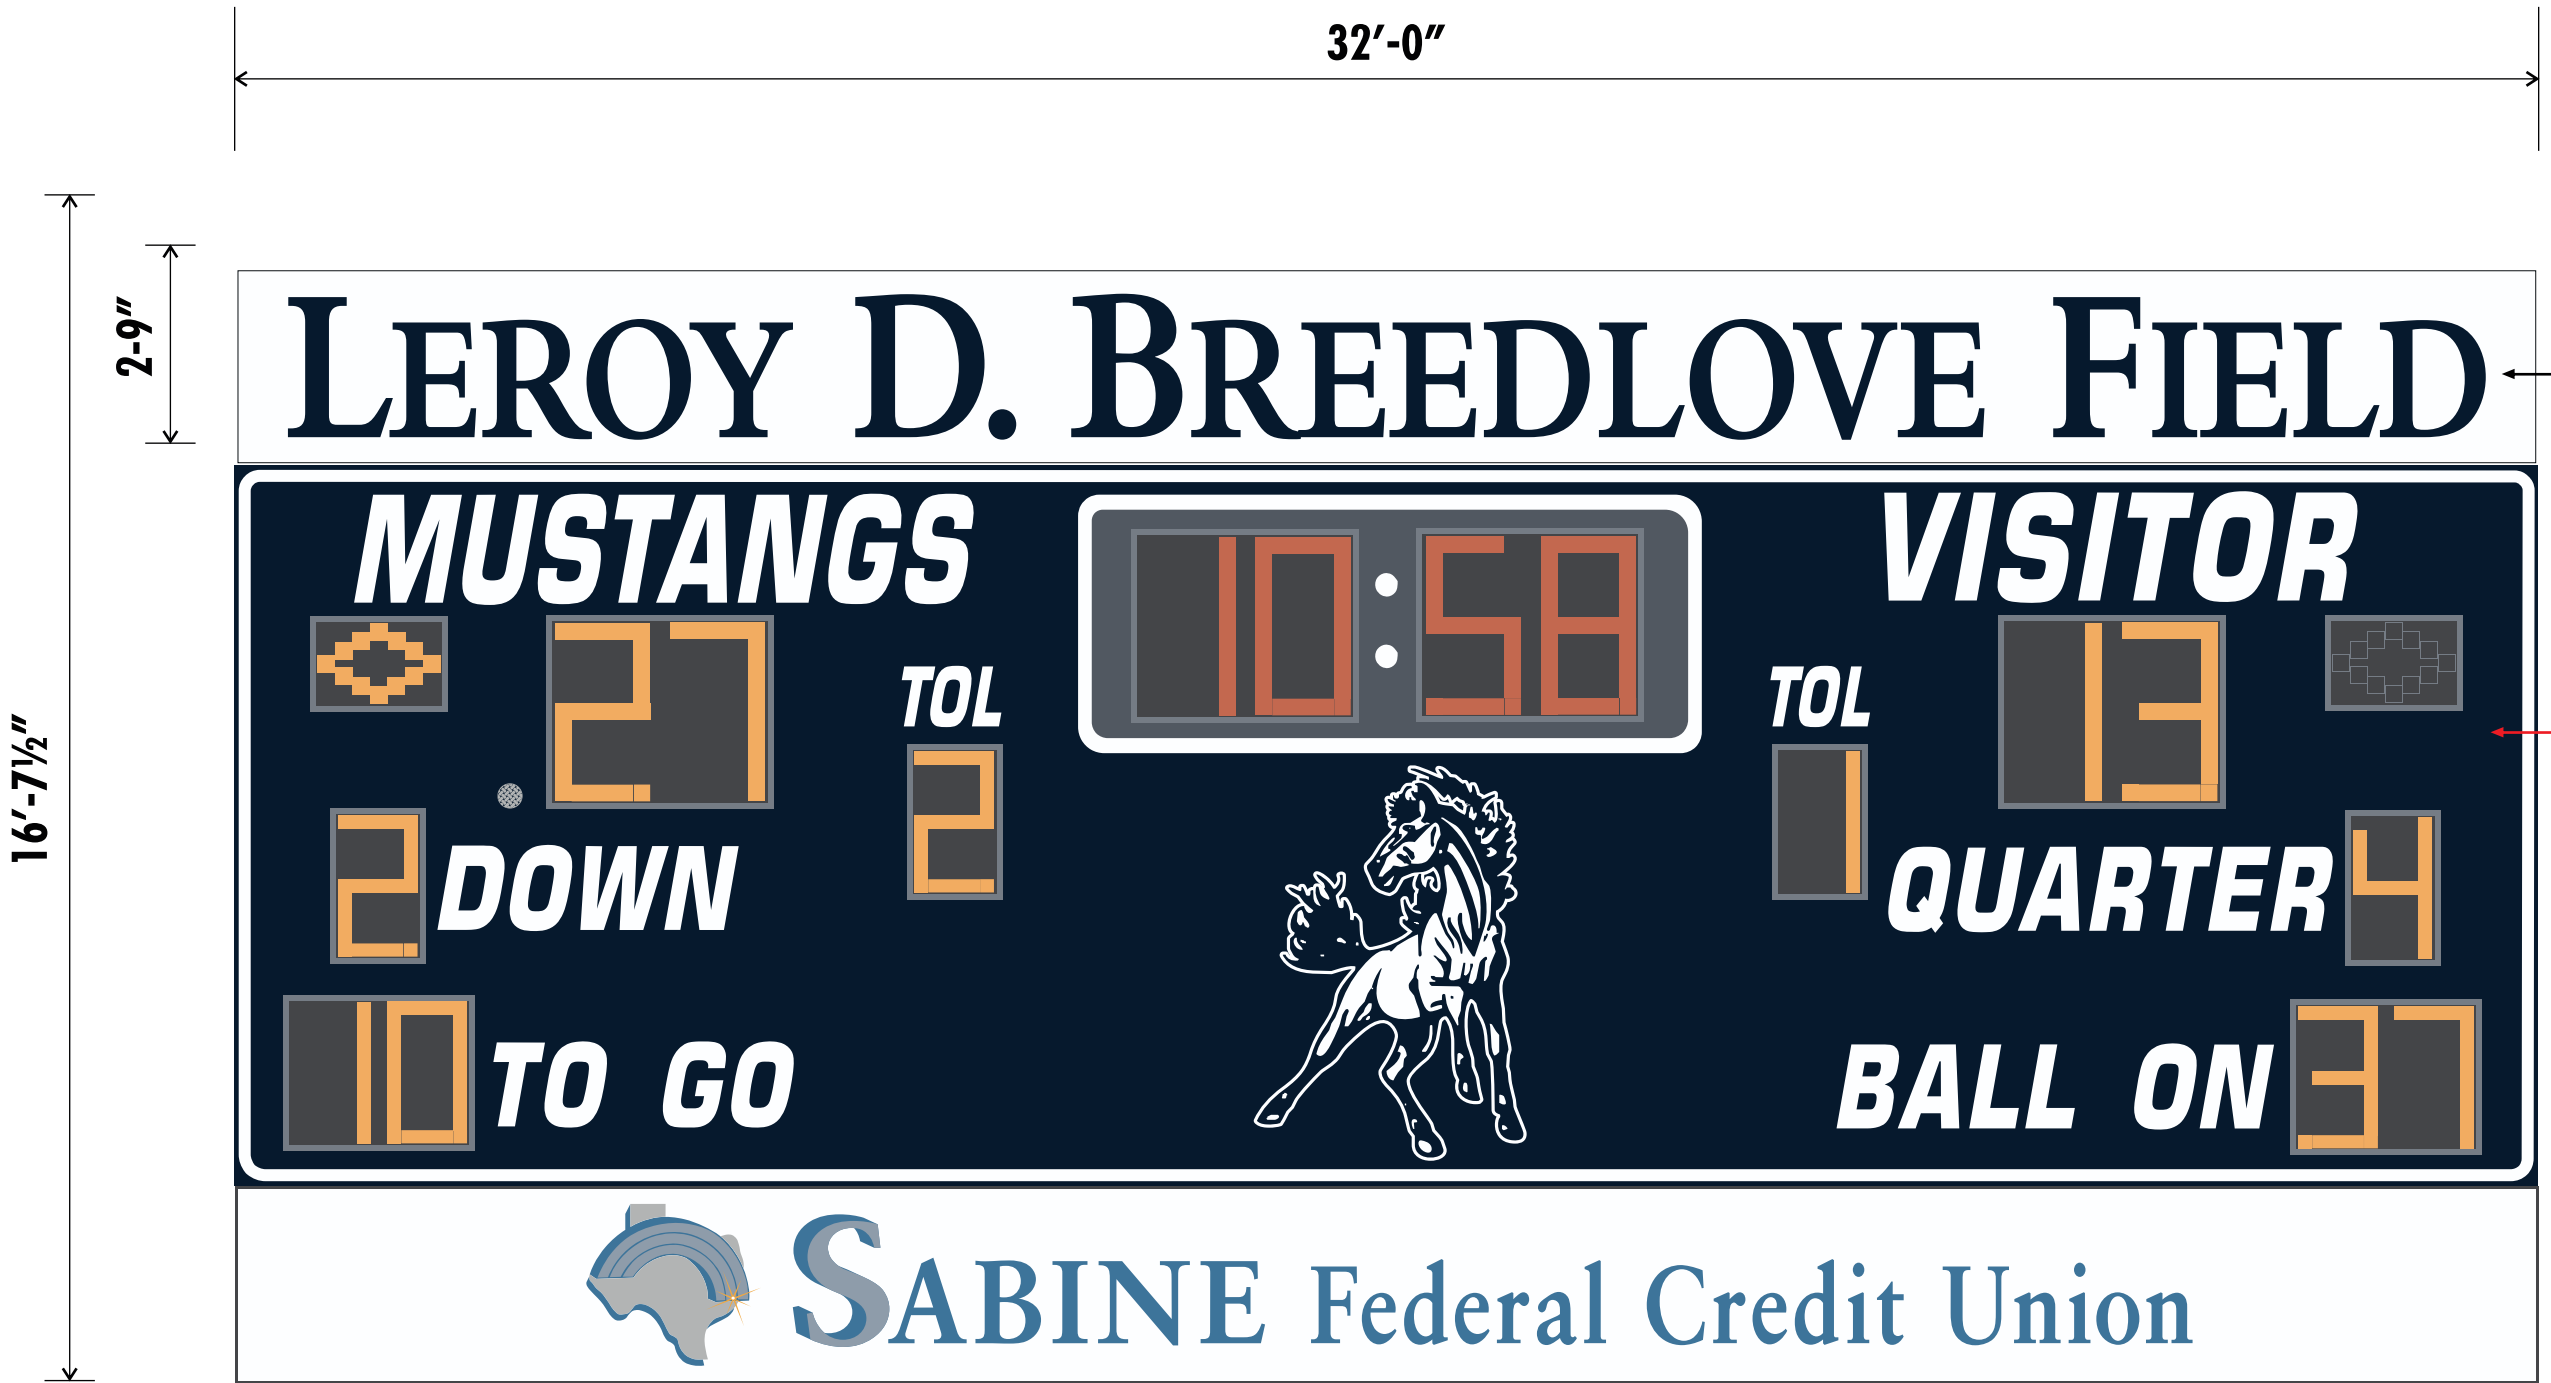 32'-0"
16'-7½"
2-9"
LEROY D. BREEDLOVE FIELD
MUSTANGS 10:58 VISITOR
27 TOL TOL 13
2 1
2 DOWN QUARTER 4
10 TO GO BALL ON 37
SABINE Federal Credit Union